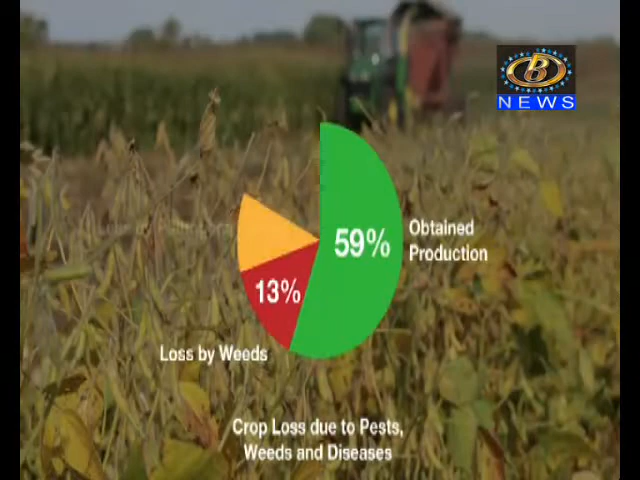 B
NEWS
59%
Obtained
Production
13%
Loss by Weeds
Crop Loss due to Pests,
Weeds and Diseases